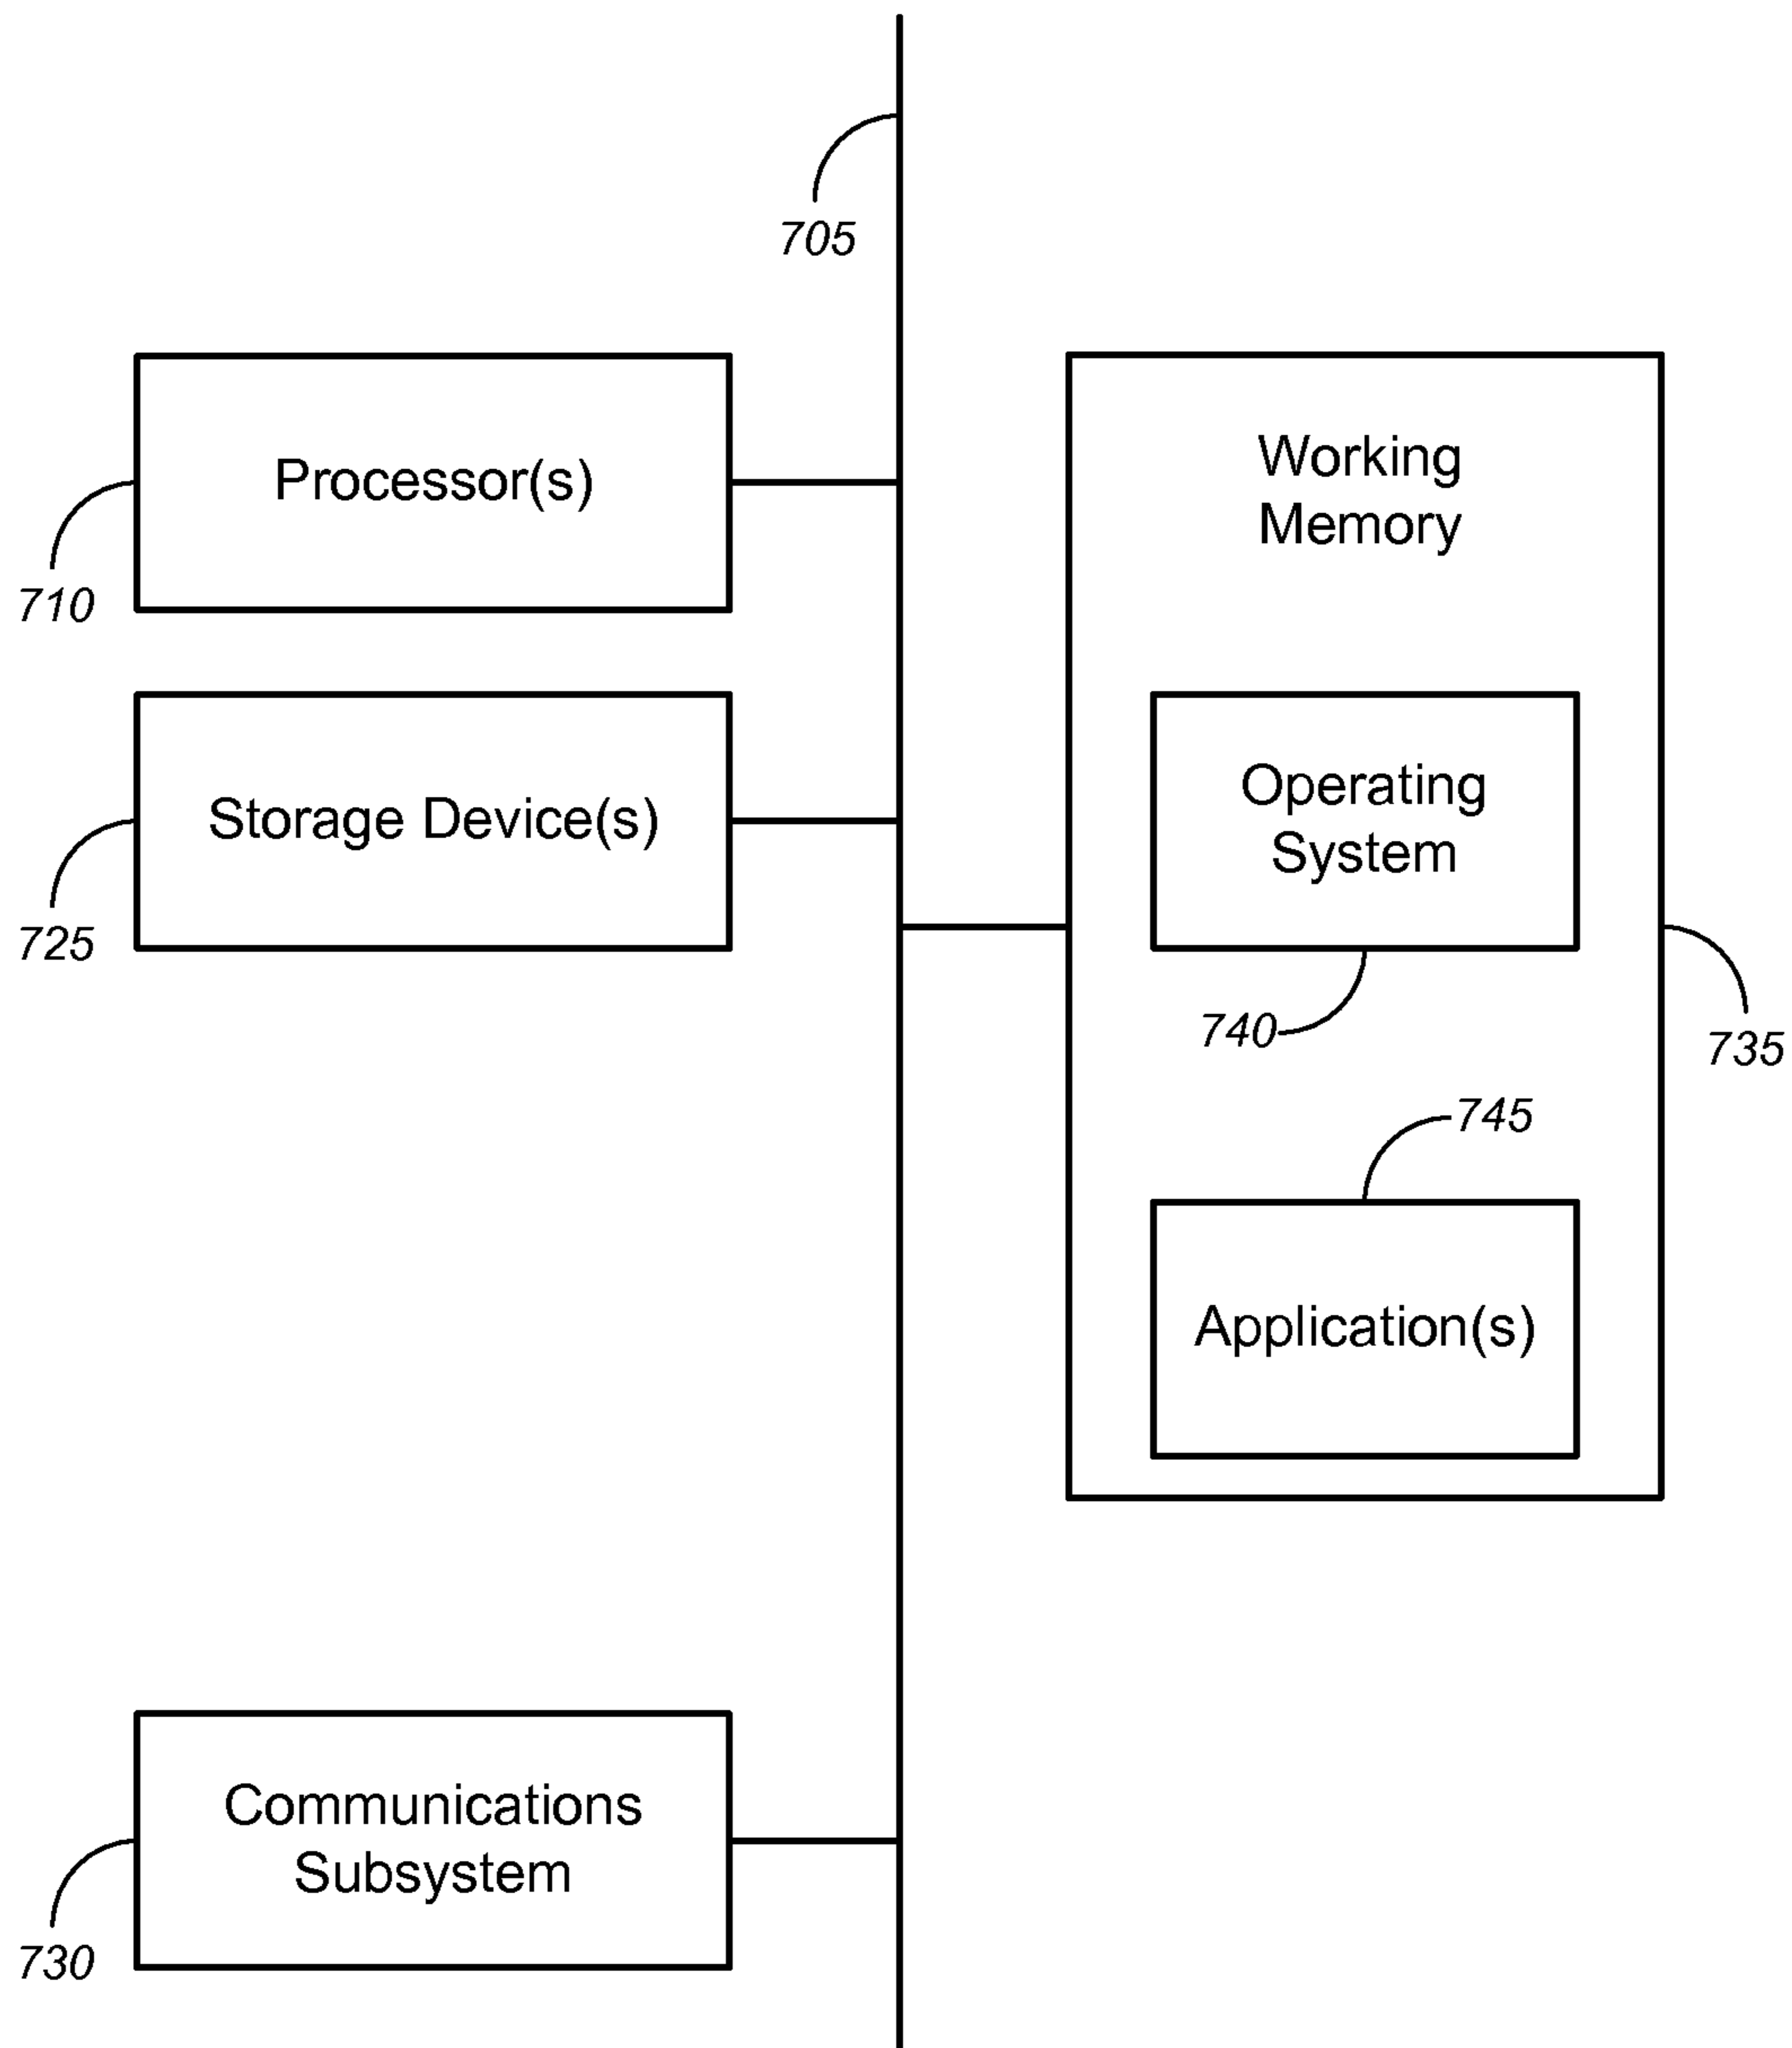 705
Processor(s)
710
Storage Device(s)
725
Communications
Subsystem
730
Working
Memory
Operating
System
740
735
745
Application(s)